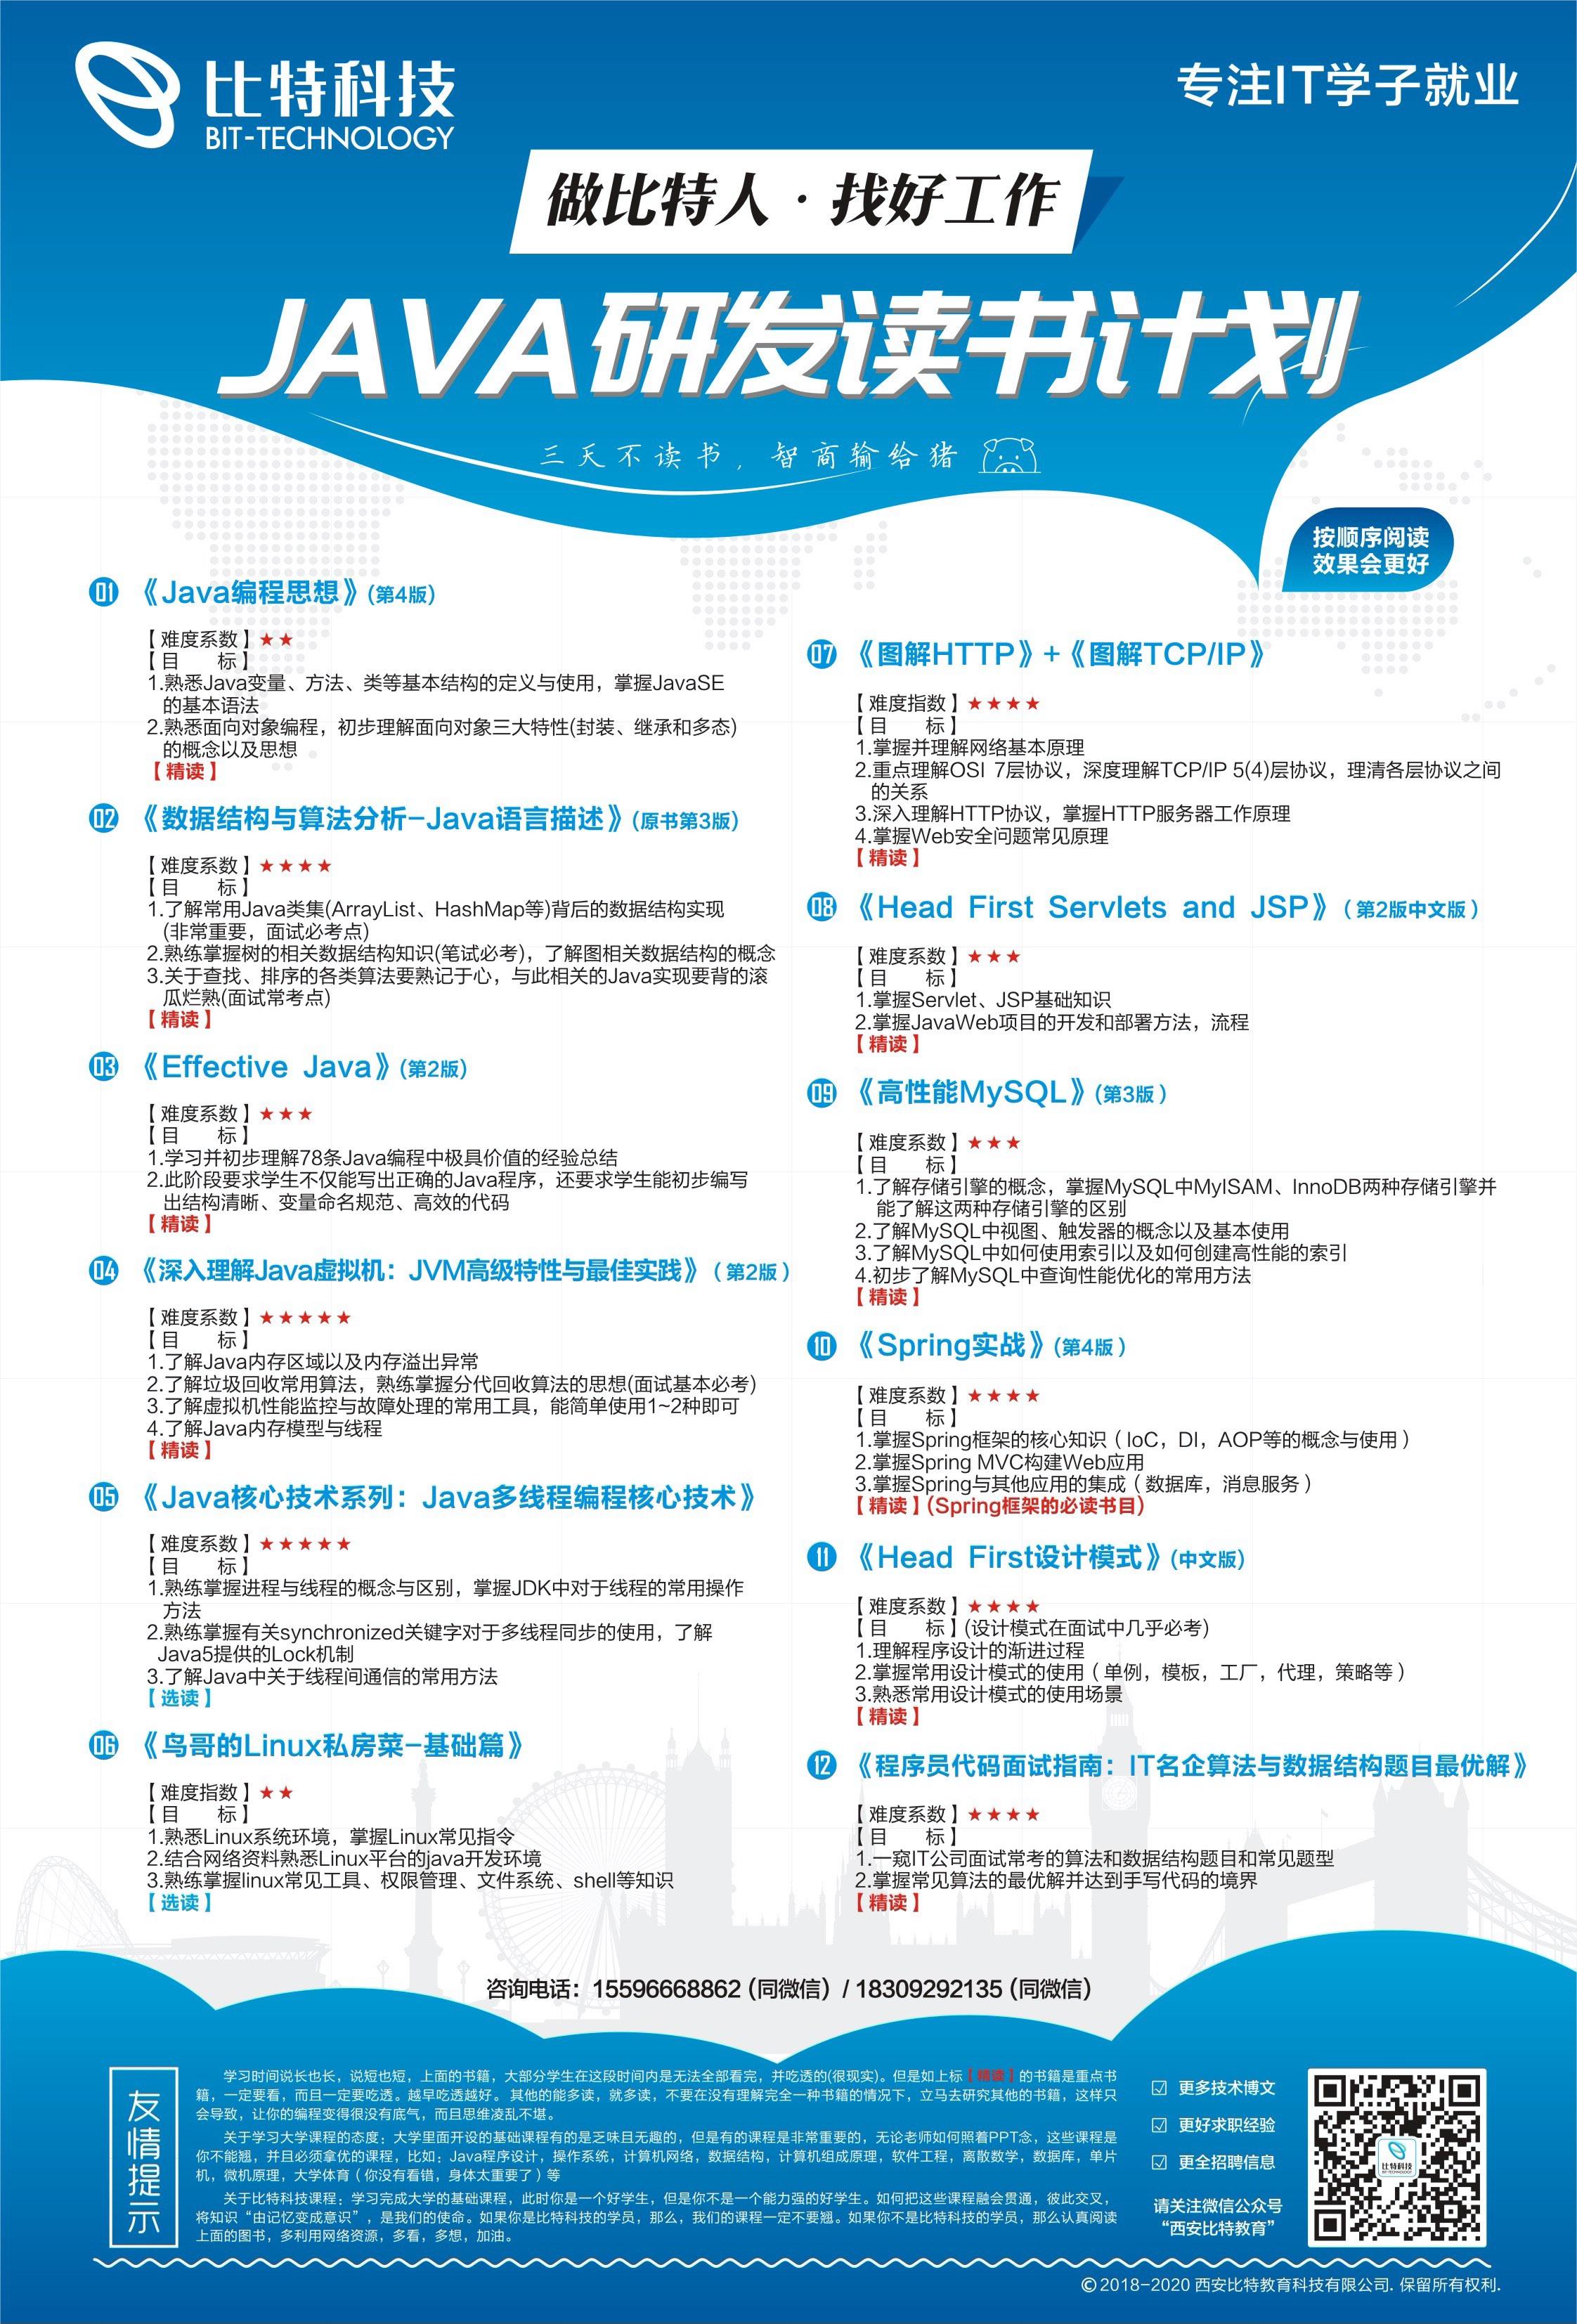 比特科技
BIT-TECHNOLOGY
专注IT学子就业
做比特人 · 找好工作
JAVA研发读书计划
三天不读书，智商输给猪
按顺序阅读
效果会更好
01 《Java编程思想》(第4版)
【难度系数】★★
【目　　标】
1.熟悉Java变量、方法、类等基本结构的定义与使用，掌握JavaSE
的基本语法
2.熟悉面向对象编程，初步理解面向对象三大特性(封装、继承和多态)
的概念以及思想
【精读】
02 《数据结构与算法分析-Java语言描述》(原书第3版)
【难度系数】★★★★
【目　　标】
1.了解常用Java类集(ArrayList、HashMap等)背后的数据结构实现
(非常重要，面试必考点)
2.熟练掌握树的相关数据结构知识(笔试必考)，了解图相关数据结构的概念
3.关于查找、排序的各类算法要熟记于心，与此相关的Java实现要背的滚
瓜烂熟(面试常考点)
【精读】
03 《Effective Java》(第2版)
【难度系数】★★★
【目　　标】
1.学习并初步理解78条Java编程中极具价值的经验总结
2.此阶段要求学生不仅能写出正确的Java程序，还要求学生能初步编写
出结构清晰、变量命名规范、高效的代码
【精读】
04 《深入理解Java虚拟机：JVM高级特性与最佳实践》（第2版）
【难度系数】★★★★★
【目　　标】
1.了解Java内存区域以及内存溢出异常
2.了解垃圾回收常用算法，熟练掌握分代回收算法的思想(面试基本必考)
3.了解虚拟机性能监控与故障处理的常用工具，能简单使用1~2种即可
4.了解Java内存模型与线程
【精读】
05 《Java核心技术系列：Java多线程编程核心技术》
【难度系数】★★★★★
【目　　标】
1.熟练掌握进程与线程的概念与区别，掌握JDK中对于线程的常用操作
方法
2.熟练掌握有关synchronized关键字对于多线程同步的使用，了解
Java5提供的Lock机制
3.了解Java中关于线程间通信的常用方法
【选读】
06 《鸟哥的Linux私房菜-基础篇》
【难度指数】★★
【目　　标】
1.熟悉Linux系统环境，掌握Linux常见指令
2.结合网络资料熟悉Linux平台的java开发环境
3.熟练掌握linux常见工具、权限管理、文件系统、shell等知识
【选读】
07 《图解HTTP》+《图解TCP/IP》
【难度指数】★★★★
【目　　标】
1.掌握并理解网络基本原理
2.重点理解OSI 7层协议，深度理解TCP/IP 5(4)层协议，理清各层协议之间
的关系
3.深入理解HTTP协议，掌握HTTP服务器工作原理
4.掌握Web安全问题常见原理
【精读】
08 《Head First Servlets and JSP》（第2版中文版）
【难度系数】★★★
【目　　标】
1.掌握Servlet、JSP基础知识
2.掌握JavaWeb项目的开发和部署方法，流程
【精读】
09 《高性能MySQL》(第3版）
【难度系数】★★★
【目　　标】
1.了解存储引擎的概念，掌握MySQL中MyISAM、InnoDB两种存储引擎并
能了解这两种存储引擎的区别
2.了解MySQL中视图、触发器的概念以及基本使用
3.了解MySQL中如何使用索引以及如何创建高性能的索引
4.初步了解MySQL中查询性能优化的常用方法
【精读】
10 《Spring实战》(第4版）
【难度系数】★★★★
【目　　标】
1.掌握Spring框架的核心知识（IoC，DI，AOP等的概念与使用）
2.掌握Spring MVC构建Web应用
3.掌握Spring与其他应用的集成（数据库，消息服务）
【精读】(Spring框架的必读书目)
11 《Head First设计模式》(中文版)
【难度系数】★★★★
【目　　标】(设计模式在面试中几乎必考)
1.理解程序设计的渐进过程
2.掌握常用设计模式的使用（单例，模板，工厂，代理，策略等）
3.熟悉常用设计模式的使用场景
【精读】
12 《程序员代码面试指南：IT名企算法与数据结构题目最优解》
【难度系数】★★★★
【目　　标】
1.一窥IT公司面试常考的算法和数据结构题目和常见题型
2.掌握常见算法的最优解并达到手写代码的境界
【精读】
咨询电话：15596668862 (同微信) / 18309292135 (同微信)
友情提示
学习时间说长也长，说短也短，上面的书籍，大部分学生在这段时间内是无法全部看完，并吃透的(很现实)。但是如上标【精读】的书籍是重点书
籍，一定要看，而且一定要吃透。越早吃透越好。其他的能多读，就多读，不要在没有理解完全一种书籍的情况下，立马去研究其他的书籍，这样只
会导致，让你的编程变得很没有底气，而且思维凌乱不堪。
关于学习大学课程的态度：大学里面开设的基础课程有的是乏味且无趣的，但是有的课程是非常重要的，无论老师如何照着PPT念，这些课程是
你不能翘，并且必须拿优的课程，比如：Java程序设计，操作系统，计算机网络，数据结构，计算机组成原理，软件工程，离散数学，数据库，单片
机，微机原理，大学体育（你没有看错，身体太重要了）等
关于比特科技课程：学习完成大学的基础课程，此时你是一个好学生，但是你不是一个能力强的好学生。如何把这些课程融会贯通，彼此交叉，
将知识“由记忆变成意识”，是我们的使命。如果你是比特科技的学员，那么，我们的课程一定不要翘。如果你不是比特科技的学员，那么认真阅读
上面的图书，多利用网络资源，多看，多想，加油。
☑ 更多技术博文
☑ 更好求职经验
☑ 更全招聘信息
请关注微信公众号
“西安比特教育”
比特科技
©2018-2020 西安比特教育科技有限公司. 保留所有权利.